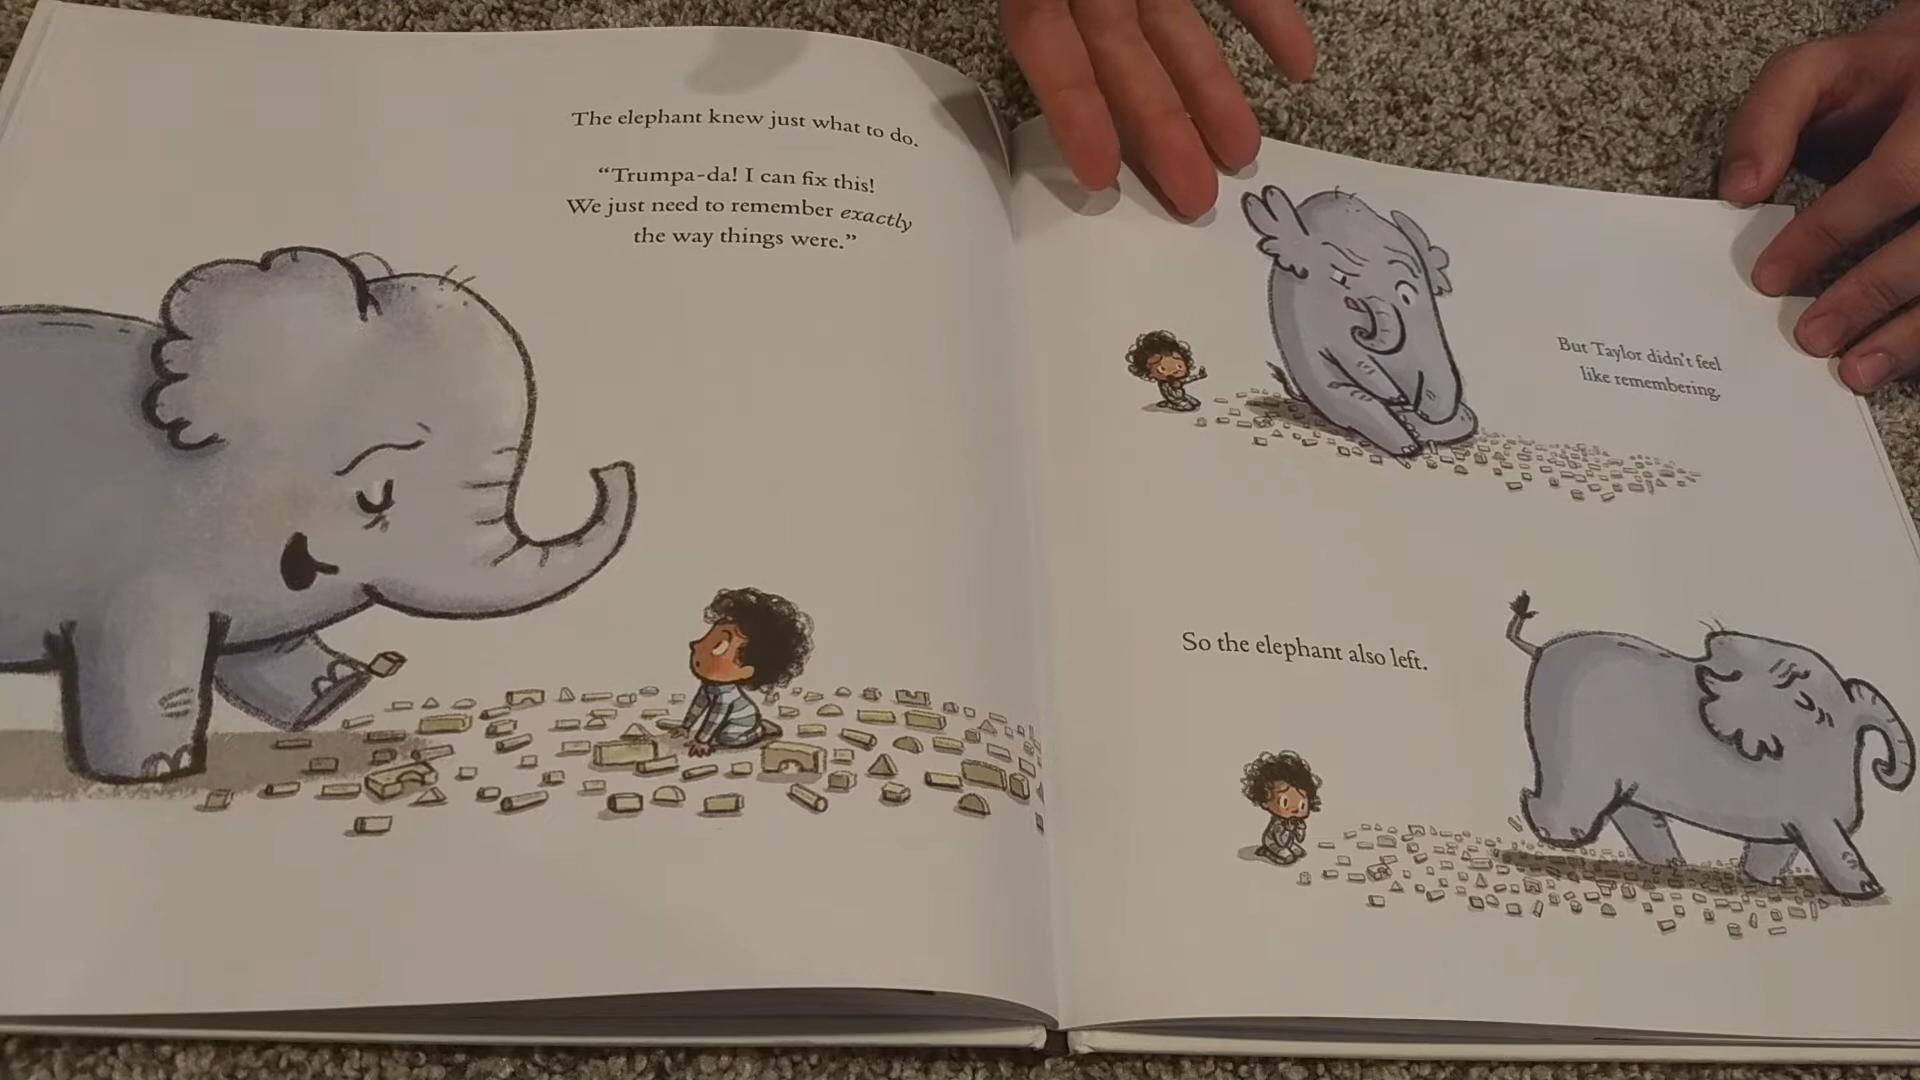 The elephant knew just what to do.
“Trumpa-da! I can fix this!
We just need to remember exactly
the way things were.”
But Taylor didn't feel
like remembering.
So the elephant also left.